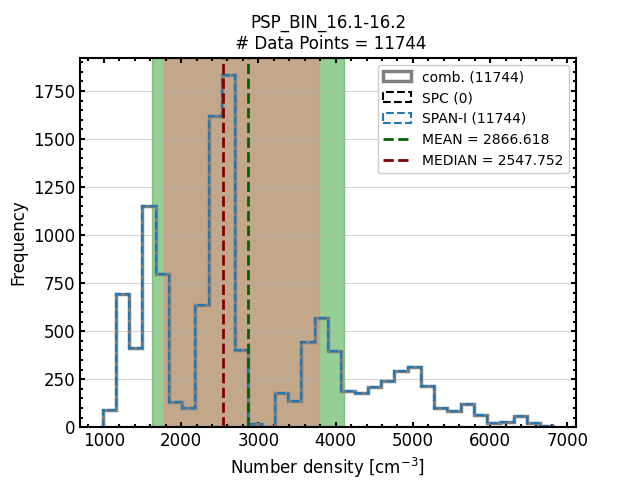 PSP_BIN_16.1-16.2
# Data Points = 11744
Frequency
1750
1500
1250
1000
750
500
250
0
comb. (11744)
SPC (0)
SPAN-I (11744)
MEAN = 2866.618
MEDIAN = 2547.752
1000 2000 3000 4000 5000 6000 7000
Number density [cm⁻³]